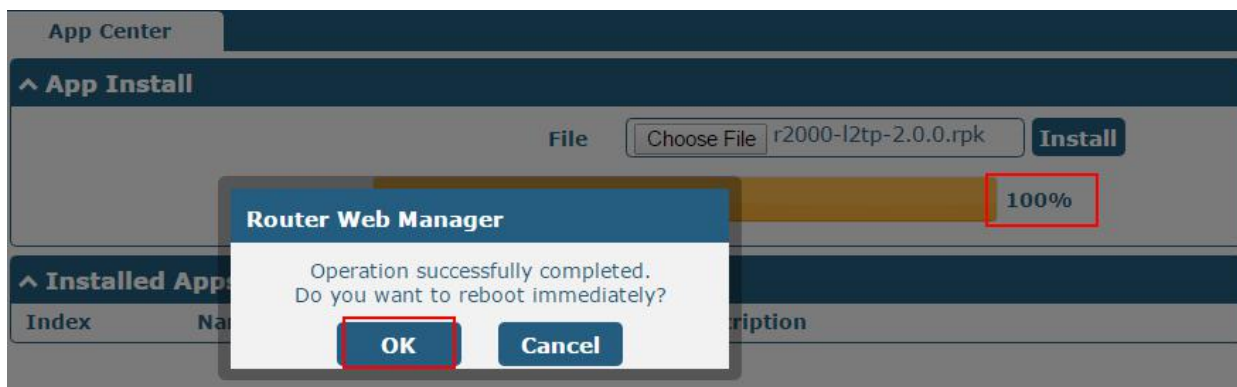 App Center
App Install
File Choose File r2000-l2tp-2.0.0.rpk Install
100%
Router Web Manager
Operation successfully completed.
Do you want to reboot immediately?
OK Cancel
Installed
Index